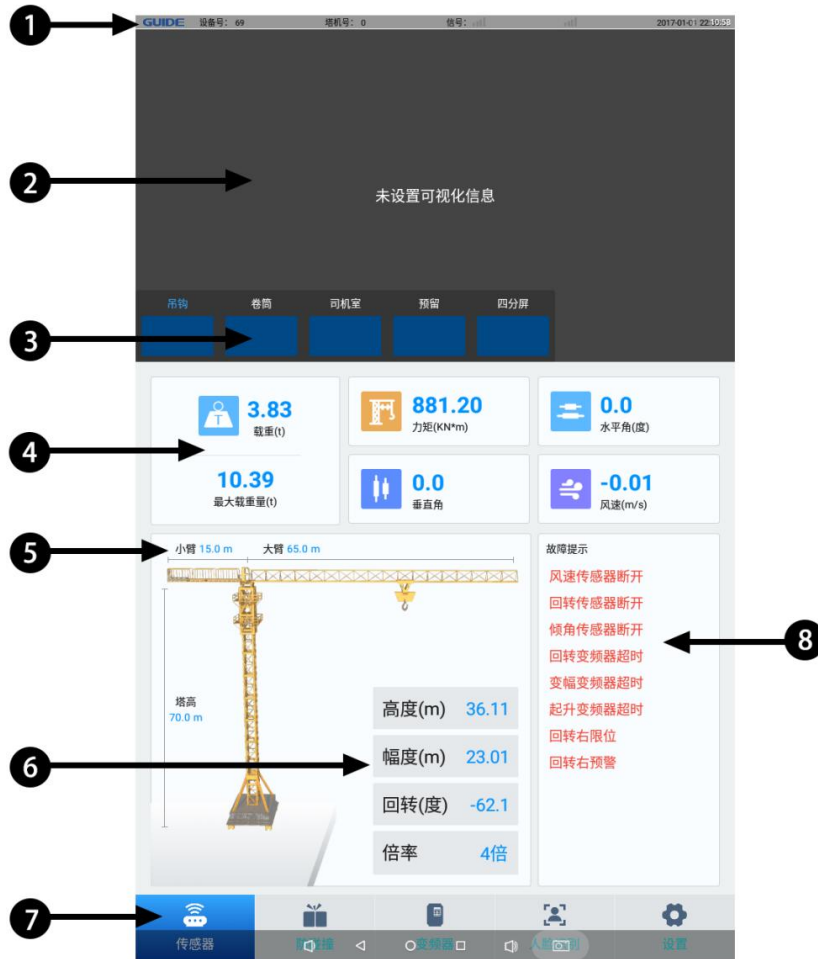 1
GUIDE 设备号: 69 塔机号: 0 信号:
2
未设置可视化信息
吊钩 卷筒 司机室 预留 四分屏
3
4
3.83
载重(t)
10.39
最大载重量(t)
881.20
力矩(KN*m)
0.0
水平角(度)
0.0
垂直角
-0.01
风速(m/s)
5
小臂 15.0 m 大臂 65.0 m
塔高
70.0 m
6
高度(m) 36.11
幅度(m) 23.01
回转(度) -62.1
倍率 4倍
故障提示
风速传感器断开
回转传感器断开
倾角传感器断开
回转变频器超时
变幅变频器超时
起升变频器超时
回转右限位
回转右预警
8
7
传感器 变频器 设置